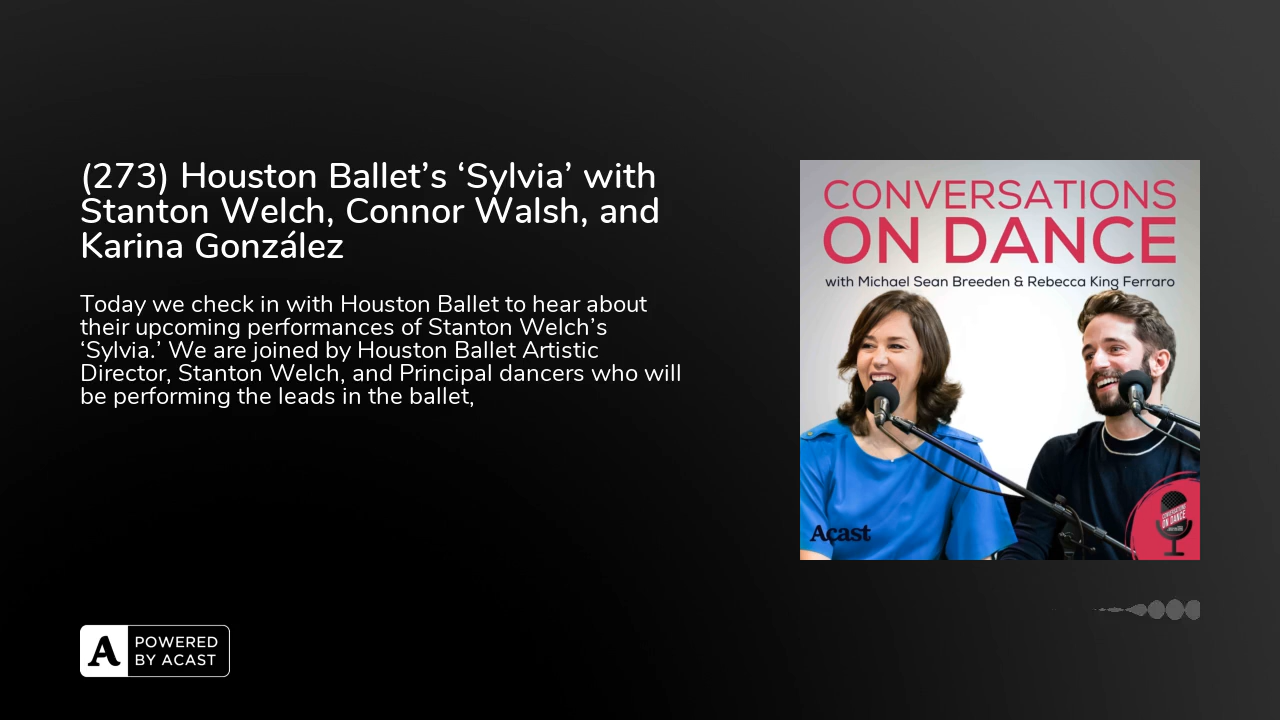 (273) Houston Ballet’s ‘Sylvia’ with
Stanton Welch, Connor Walsh, and
Karina González
Today we check in with Houston Ballet to hear about
their upcoming performances of Stanton Welch’s
‘Sylvia.’ We are joined by Houston Ballet Artistic
Director, Stanton Welch, and Principal dancers who will
be performing the leads in the ballet,
CONVERSATIONS
ON DANCE
with Michael Sean Breeden & Rebecca King Ferraro
Acast
CONVERSATIONS
ON DANCE
A
POWERED
BY ACAST